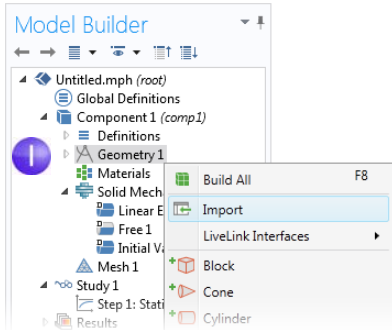 Model Builder
Untitled.mph (root)
Global Definitions
Component 1 (comp1)
Definitions
Geometry 1
Materials
Solid Mech
Linear E
Free 1
Initial Va
Mesh 1
Study 1
Step 1: Stati
Results
Build All F8
Import
LiveLink Interfaces
Block
Cone
Cylinder